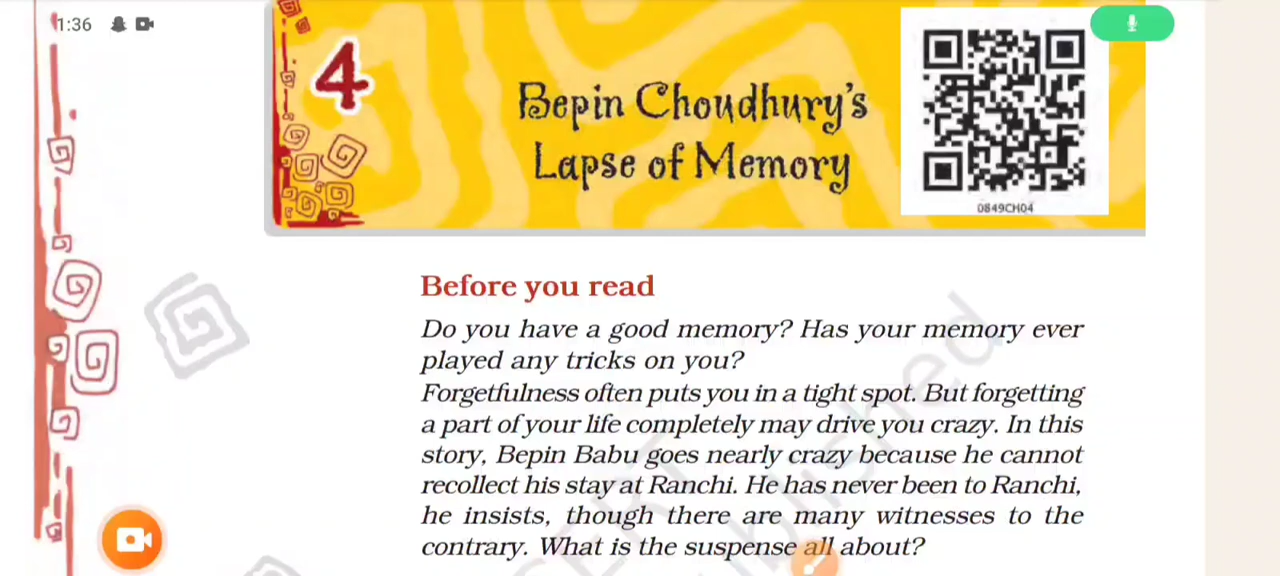 1:36
4
Bepin Choudhury's
Lapse of Memory
0849CH04
Before you read
Do you have a good memory? Has your memory ever
played any tricks on you?
Forgetfulness often puts you in a tight spot. But forgetting
a part of your life completely may drive you crazy. In this
story, Bepin Babu goes nearly crazy because he cannot
recollect his stay at Ranchi. He has never been to Ranchi,
he insists, though there are many witnesses to the
contrary. What is the suspense all about?